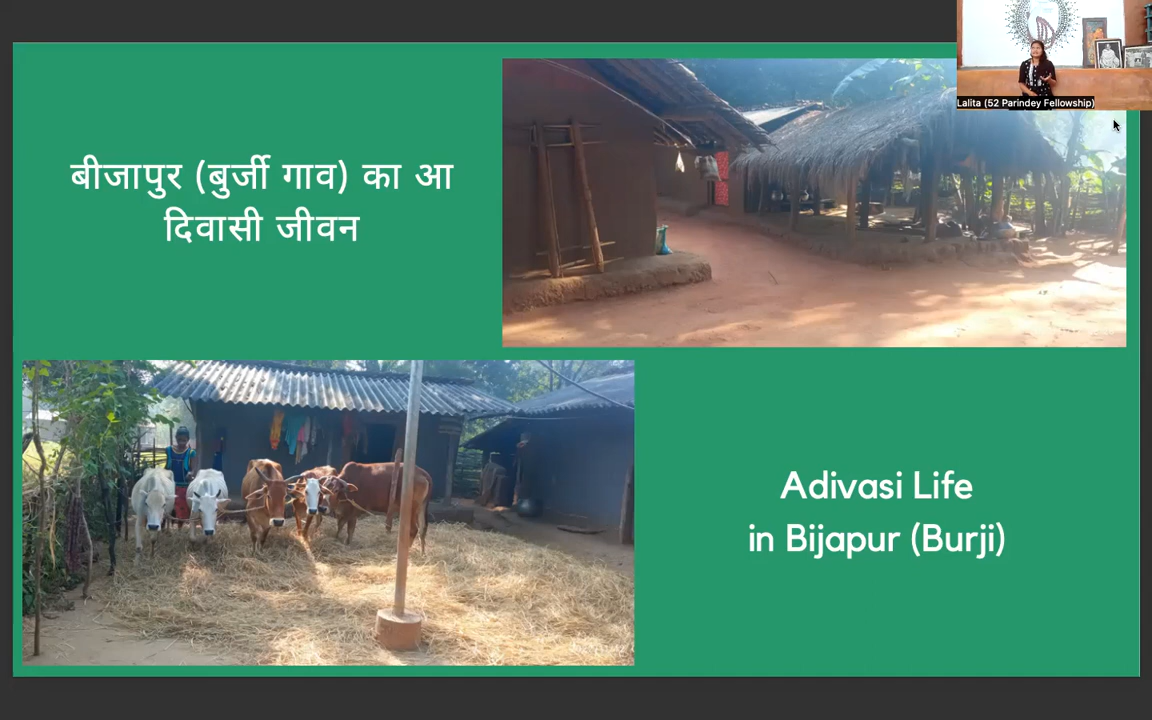 Lalita (52 Parindey Fellowship)
बीजापुर (बुर्जी गाव) का आ
दिवासी जीवन
Adivasi Life
in Bijapur (Burji)